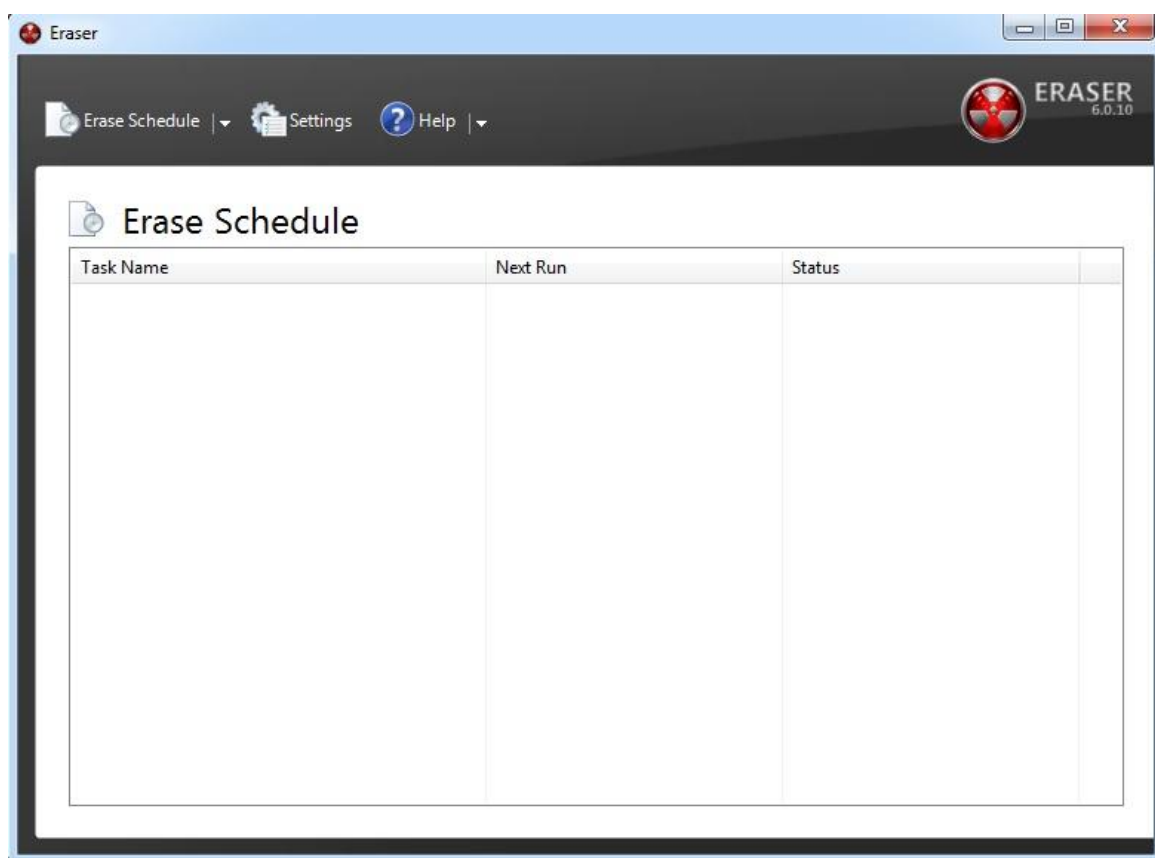 Eraser
ERASER
6.0.10
Erase Schedule Settings Help
Erase Schedule
Task Name Next Run Status